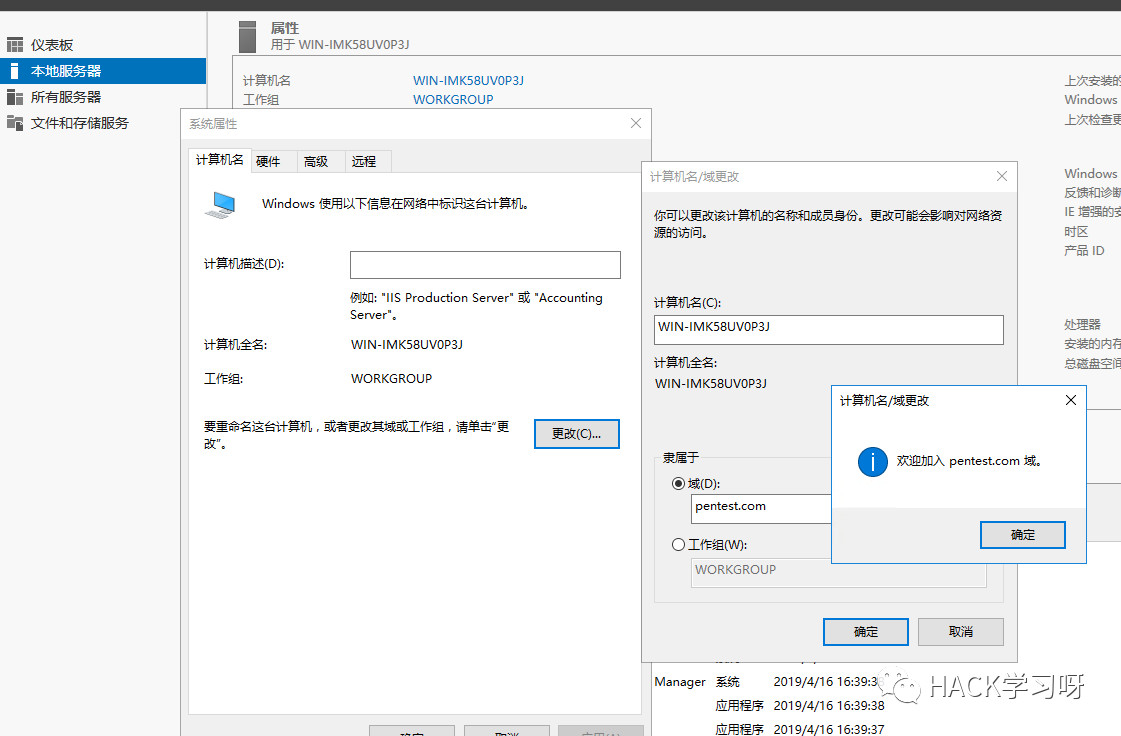 属性
用于 WIN-IMK58UV0P3J
仪表板
本地服务器
所有服务器
文件和存储服务
计算机名 WIN-IMK58UV0P3J
工作组 WORKGROUP
上次安装的
Windows
上次检查更
Windows
反馈和诊断
IE 增强的安
时区
产品 ID
处理器
安装的内存
总磁盘空间
系统属性
计算机名 硬件 高级 远程
Windows 使用以下信息在网络中标识这台计算机。
计算机描述(D):
例如: "IIS Production Server" 或 "Accounting
Server"。
计算机全名: WIN-IMK58UV0P3J
工作组: WORKGROUP
要重命名这台计算机，或者更改其域或工作组，请单击“更
改”。
更改(C)...
计算机名/域更改
你可以更改该计算机的名称和成员身份。更改可能会影响对网络资
源的访问。
计算机名(C):
WIN-IMK58UV0P3J
计算机全名:
WIN-IMK58UV0P3J
隶属于
域(D):
pentest.com
工作组(W):
WORKGROUP
确定 取消
计算机名/域更改
欢迎加入 pentest.com 域。
确定
Manager 系统 2019/4/16 16:39:3
应用程序 2019/4/16 16:39:38
应用程序 2019/4/16 16:39:37
HACK学习呀